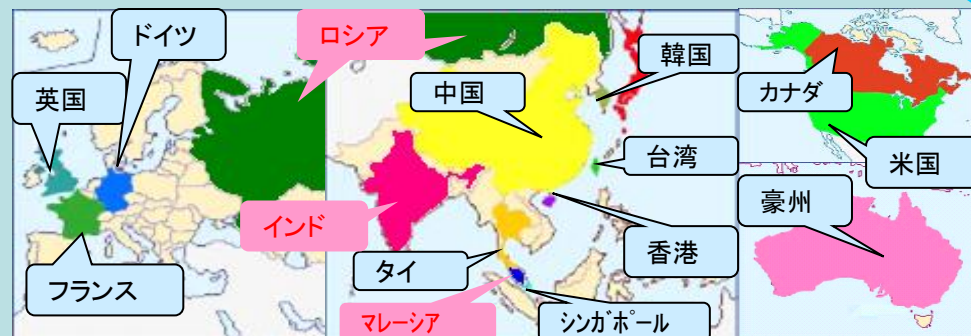 ドイツ
ロシア
韓国
英国
中国
カナダ
台湾
米国
豪州
インド
香港
タイ
フランス
マレーシア
シンガポール